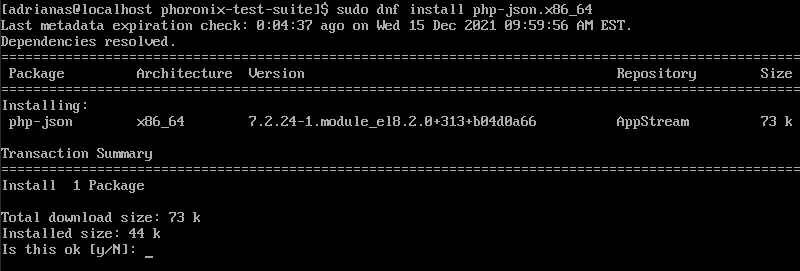 [adrianas@localhost phoronix-test-suite]$ sudo dnf install php-json.x86_64
Last metadata expiration check: 0:04:37 ago on Wed 15 Dec 2021 09:59:56 AM EST.
Dependencies resolved.
================================================================================
Package Architecture Version Repository Size
================================================================================
Installing:
php-json x86_64 7.2.24-1.module_el8.2.0+313+b04d0a66 AppStream 73 k
Transaction Summary
================================================================================
Install 1 Package
Total download size: 73 k
Installed size: 44 k
Is this ok [y/N]: _